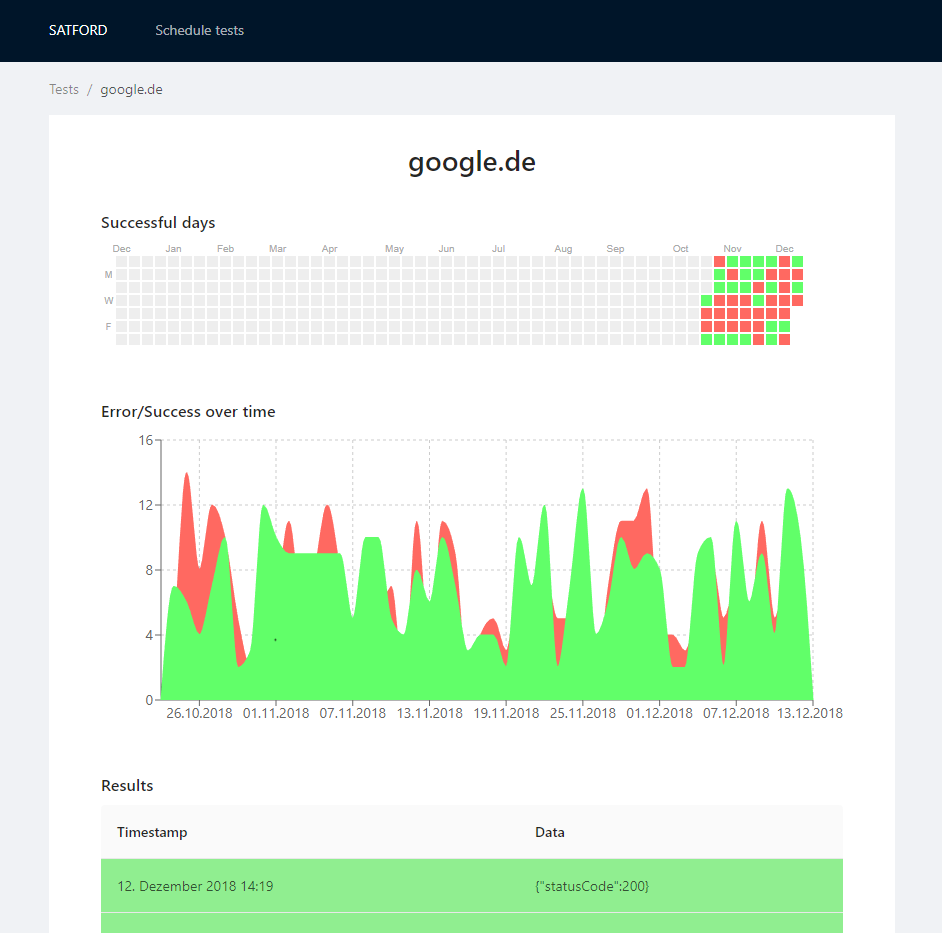 SATFORD Schedule tests
Tests / google.de
google.de
Successful days
Dec Jan Feb Mar Apr May Jun Jul Aug Sep Oct Nov Dec
M
W
F
Error/Success over time
16
12
8
4
0
26.10.2018 01.11.2018 07.11.2018 13.11.2018 19.11.2018 25.11.2018 01.12.2018 07.12.2018 13.12.2018
Results
Timestamp Data
12. Dezember 2018 14:19 {"statusCode":200}